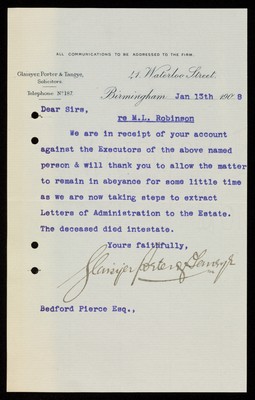 ALL COMMUNICATIONS TO BE ADDRESSED TO THE FIRM.
Glaisyer, Porter & Tangye,
Solicitors.
Telephone Nº 187.
41, Waterloo Street,
Birmingham, Jan 15th 1908
Dear Sirs,
re M.L. Robinson
We are in receipt of your account
against the Executors of the above named
person & will thank you to allow the matter
to remain in abeyance for some little time
as we are now taking steps to extract
Letters of Administration to the Estate.
The deceased died intestate.
Yours faithfully,
Glaisyer Porter & Tangye
Bedford Pierce Esq.,